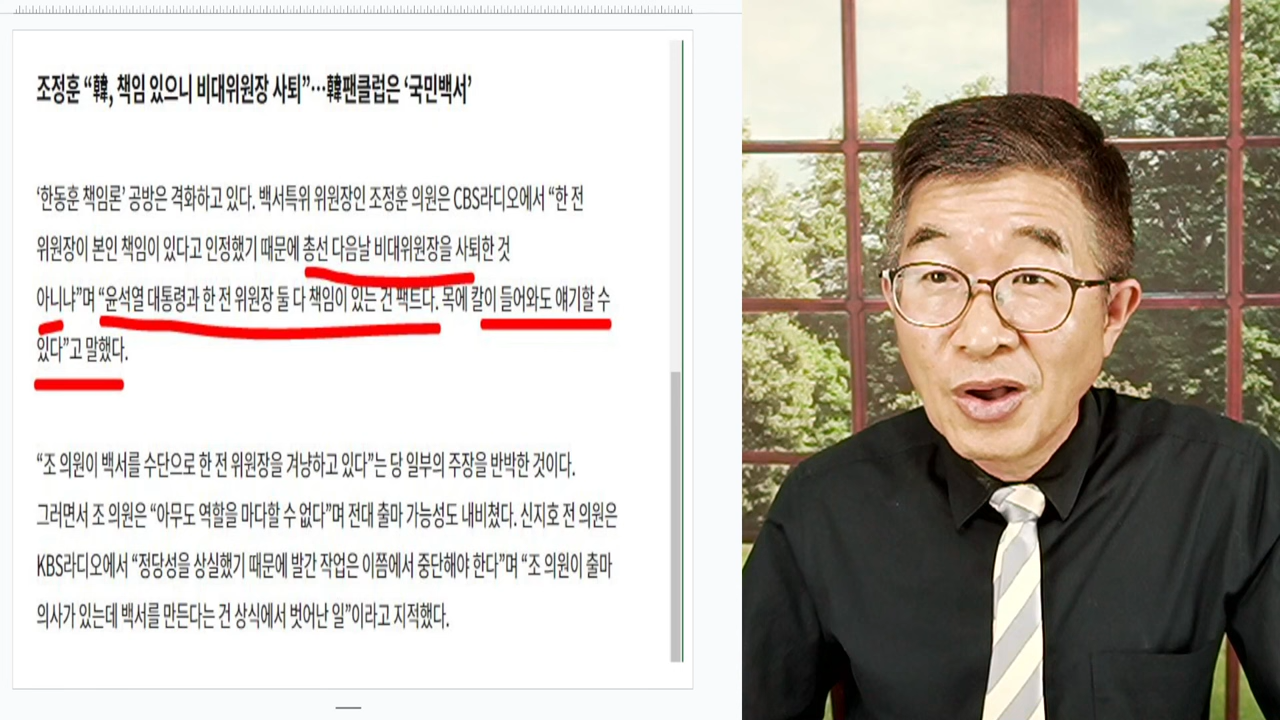 조정훈 “韓, 책임 있으니 비대위원장 사퇴”…韓팬클럽은 ‘국민백서’
‘한동훈 책임론’ 공방은 격화하고 있다. 백서특위 위원장인 조정훈 의원은 CBS라디오에서 “한 전
위원장이 본인 책임이 있다고 인정했기 때문에 총선 다음날 비대위원장을 사퇴한 것
아니냐”며 “윤석열 대통령과 한 전 위원장 둘 다 책임이 있는 건 팩트다. 목에 칼이 들어와도 얘기할 수
있다”고 말했다.
“조 의원이 백서를 수단으로 한 전 위원장을 겨냥하고 있다”는 당 일부의 주장을 반박한 것이다.
그러면서 조 의원은 “아무도 역할을 마다할 수 없다”며 전대 출마 가능성도 내비쳤다. 신지호 전 의원은
KBS라디오에서 “정당성을 상실했기 때문에 발간 작업은 이쯤에서 중단해야 한다”며 “조 의원이 출마
의사가 있는데 백서를 만든다는 건 상식에서 벗어난 일”이라고 지적했다.